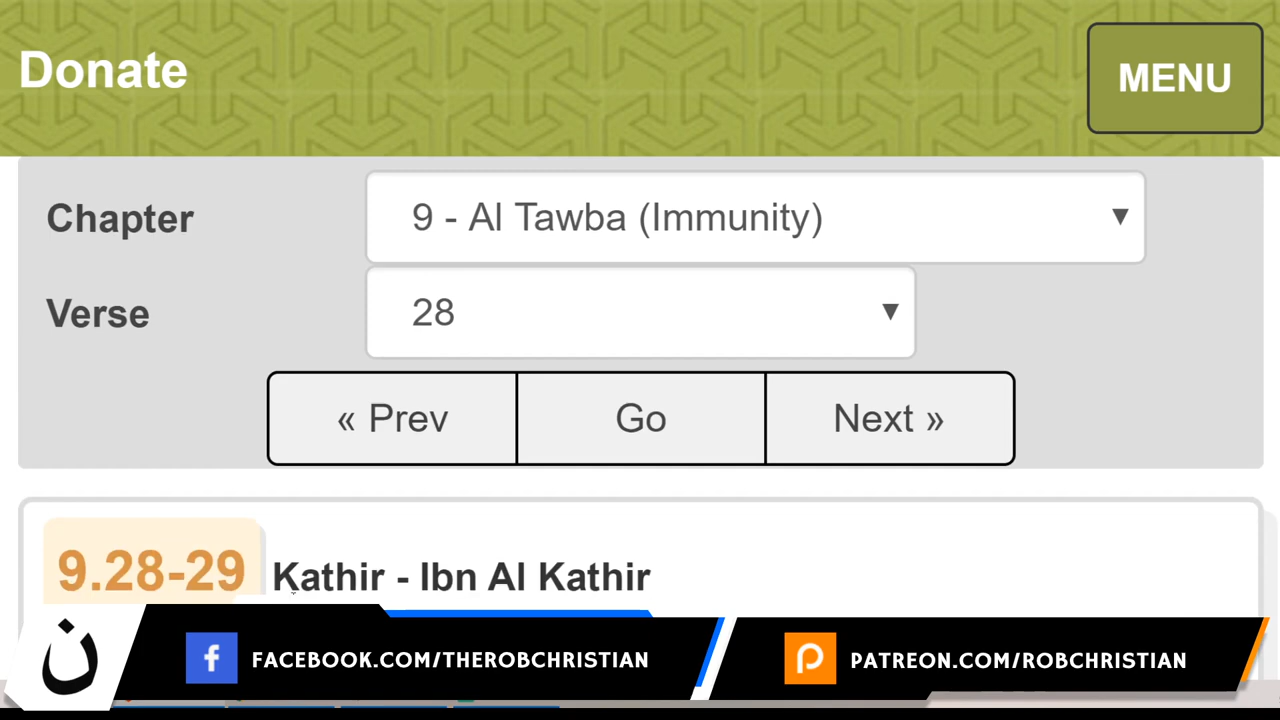 Donate
MENU
Chapter
9 - Al Tawba (Immunity)
Verse
28
« Prev
Go
Next »
9.28-29
Kathir - Ibn Al Kathir
ن
FACEBOOK.COM/THEROBCHRISTIAN
PATREON.COM/ROBCHRISTIAN